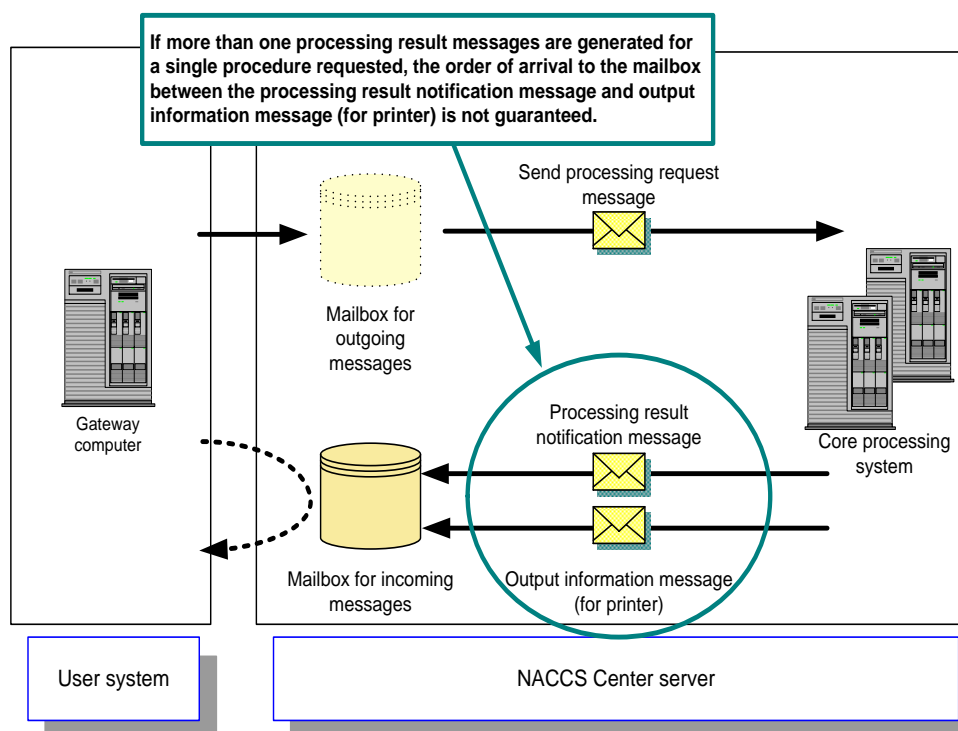 If more than one processing result messages are generated for
a single procedure requested, the order of arrival to the mailbox
between the processing result notification message and output
information message (for printer) is not guaranteed.
Send processing request
message
Mailbox for
outgoing
messages
Gateway
computer
Processing result
notification message
Core processing
system
Mailbox for incoming
messages
Output information message
(for printer)
User system
NACCS Center server